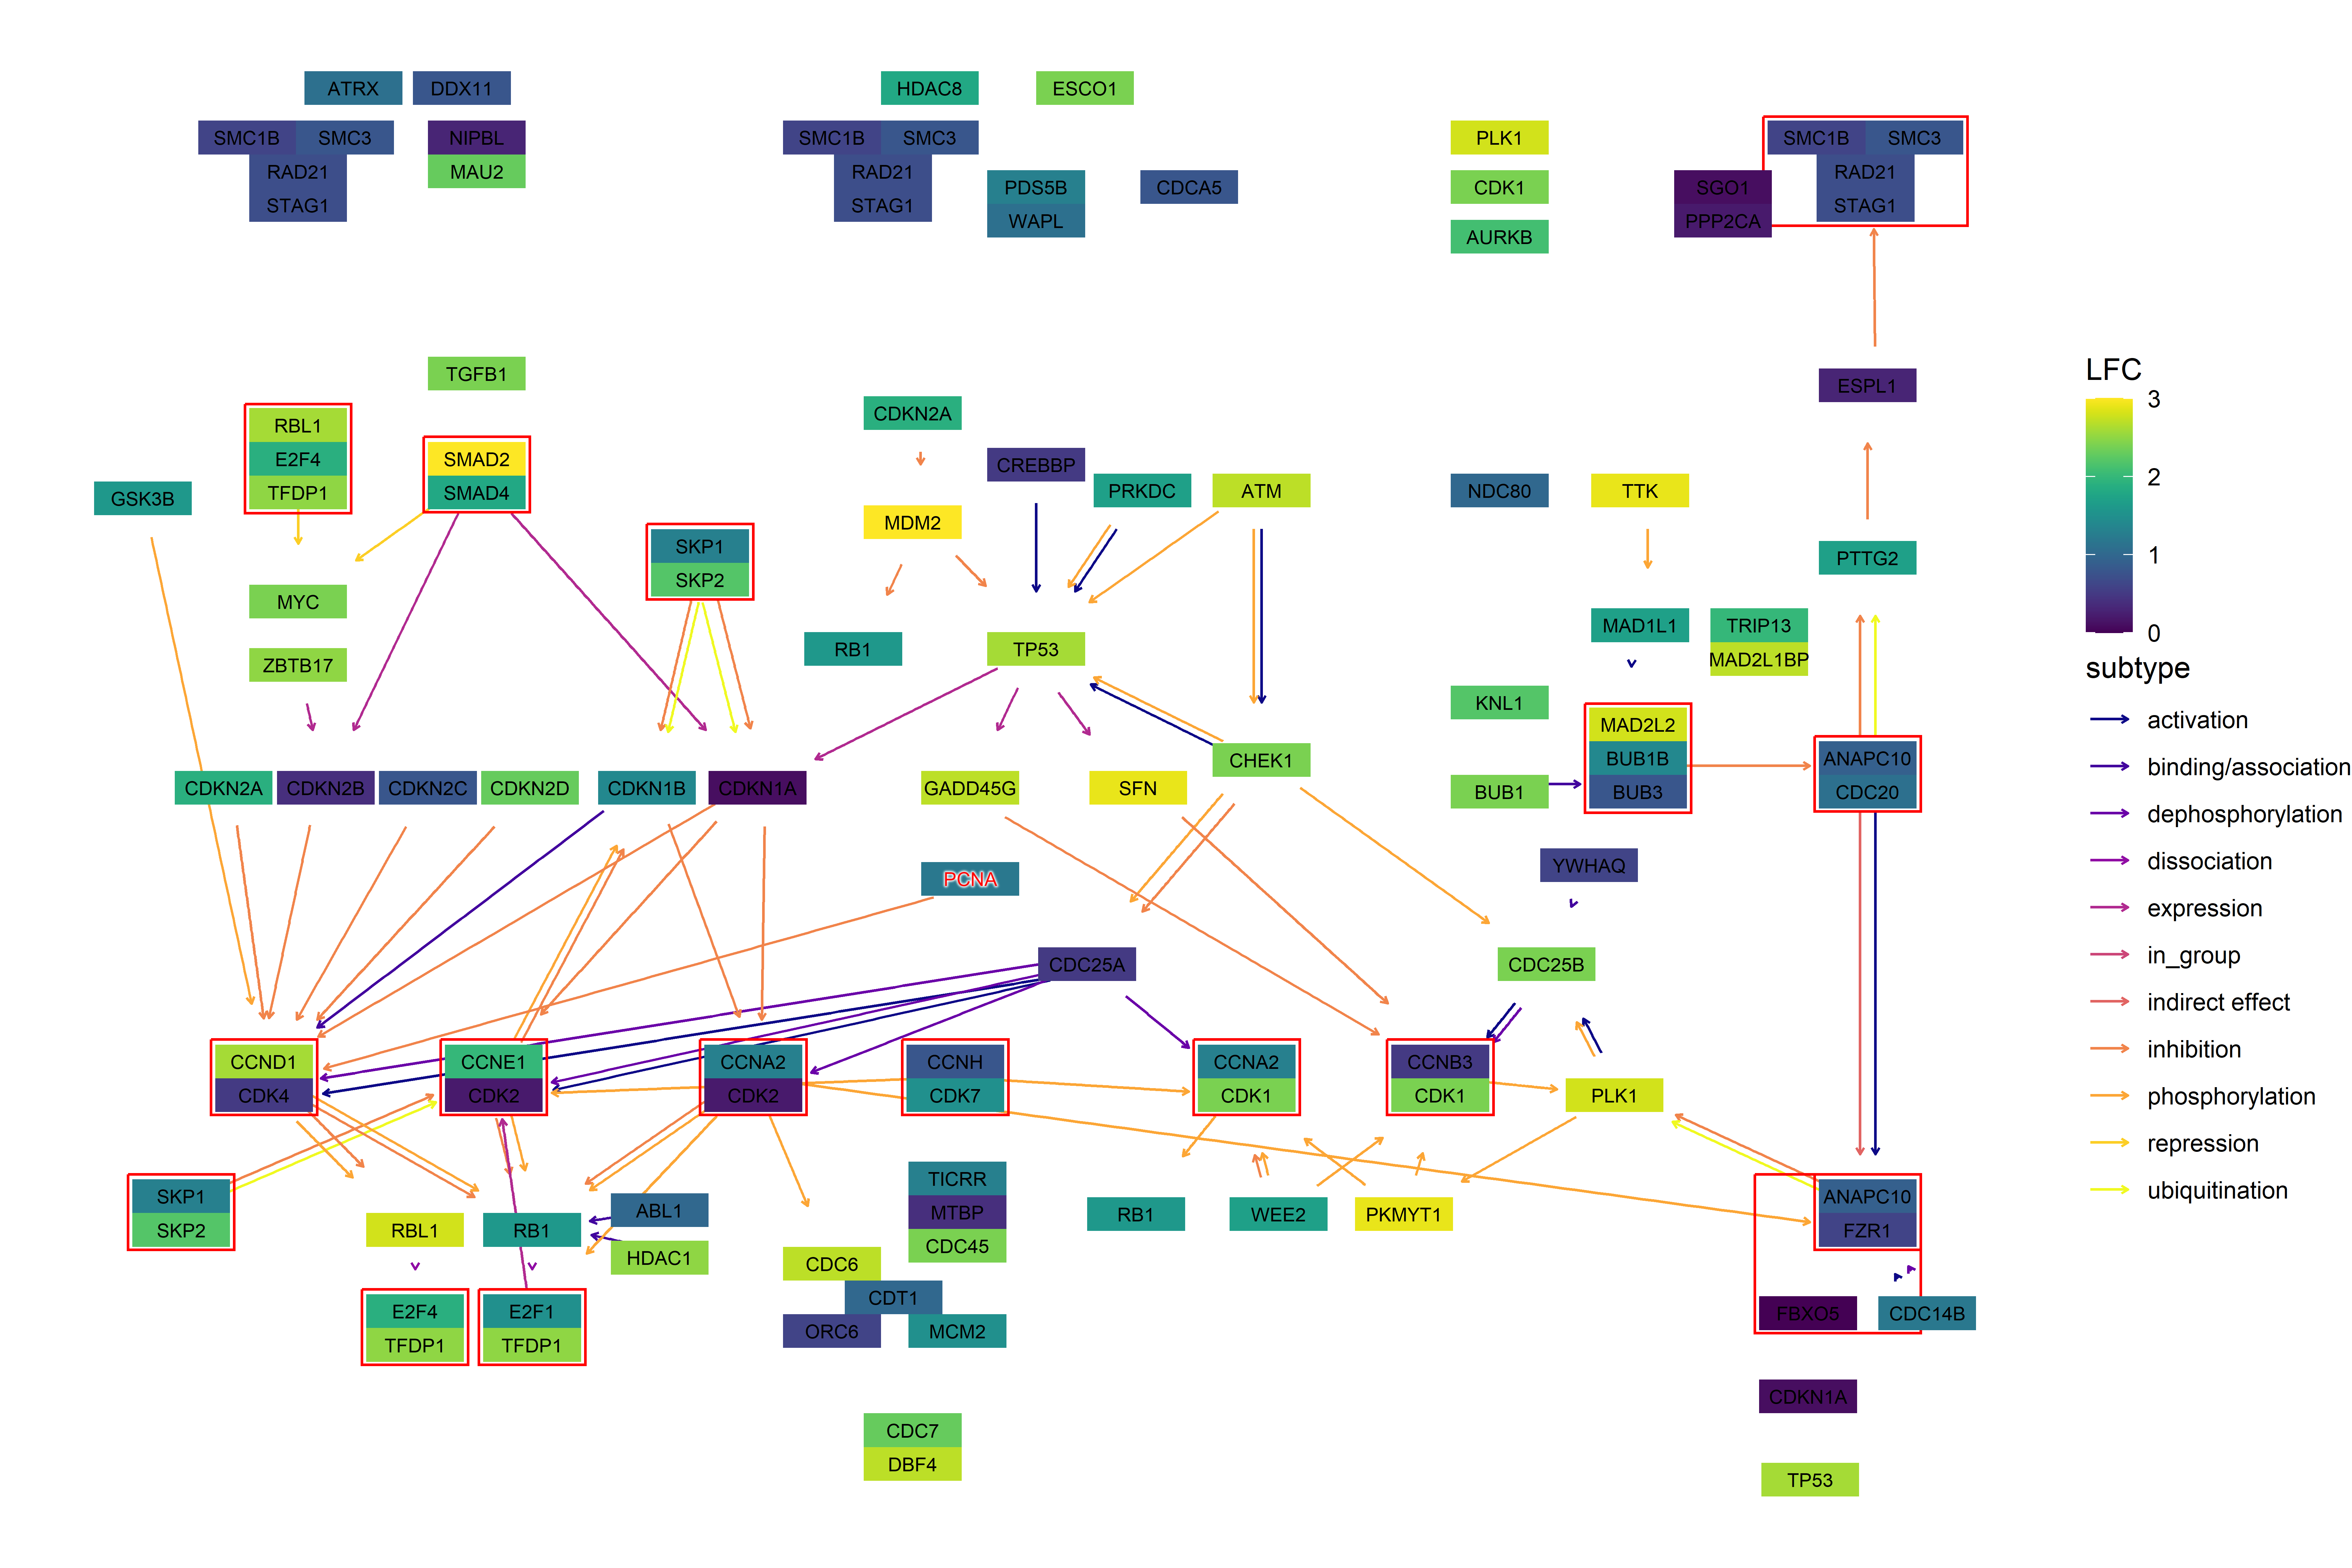 ATRX
DDX11
HDAC8
ESCO1
SMC1B
SMC3
NIPBL
SMC1B
SMC3
PLK1
SMC1B
SMC3
RAD21
MAU2
RAD21
RAD21
STAG1
STAG1
PDS5B
CDCA5
CDK1
SGO1
STAG1
WAPL
PPP2CA
AURKB
TGFB1
ESPL1
CDKN2A
RBL1
E2F4
TFDP1
SMAD2
SMAD4
CREBBP
GSK3B
PRKDC
ATM
NDC80
TTK
MDM2
SKP1
SKP2
PTTG2
MYC
MAD1L1
TRIP13
MAD2L1BP
ZBTB17
RB1
TP53
KNL1
MAD2L2
BUB1B
BUB3
CHEK1
ANAPC10
CDC20
CDKN2A
CDKN2B
CDKN2C
CDKN2D
CDKN1B
CDKN1A
GADD45G
SFN
BUB1
PCNA
YWHAQ
CDC25A
CDC25B
CCND1
CDK4
CCNE1
CDK2
CCNA2
CDK2
CCNH
CDK7
CCNA2
CDK1
CCNB3
CDK1
PLK1
SKP1
SKP2
RBL1
RB1
ABL1
HDAC1
TICRR
MTBP
CDC45
RB1
WEE2
PKMYT1
ANAPC10
FZR1
CDC6
CDT1
ORC6
MCM2
E2F4
TFDP1
E2F1
TFDP1
FBXO5
CDC14B
CDKN1A
CDC7
DBF4
TP53
LFC
3
2
1
0
subtype
activation
binding/association
dephosphorylation
dissociation
expression
in_group
indirect effect
inhibition
phosphorylation
repression
ubiquitination